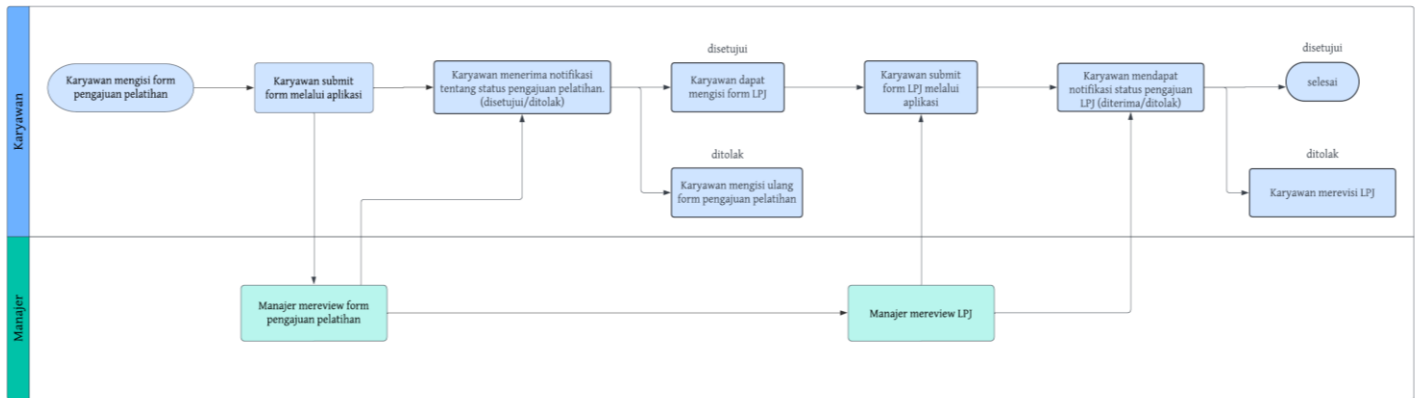 Karyawan
Karyawan mengisi form
pengajuan pelatihan
Karyawan submit
form melalui aplikasi
Karyawan menerima notifikasi
tentang status pengajuan pelatihan.
(disetujui/ditolak)
disetujui
Karyawan dapat
mengisi form LPJ
ditolak
Karyawan mengisi ulang
form pengajuan pelatihan
Karyawan submit
form LPJ melalui
aplikasi
Karyawan mendapat
notifikasi status pengajuan
LPJ (diterima/ditolak)
disetujui
selesai
ditolak
Karyawan merevisi LPJ
Manajer
Manajer mereview form
pengajuan pelatihan
Manajer mereview LPJ